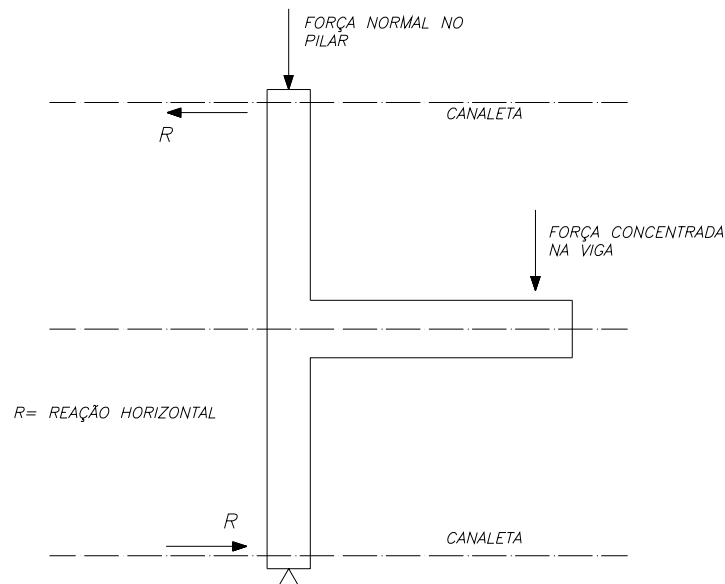 FORÇA NORMAL NO
PILAR
CANALETA
R
FORÇA CONCENTRADA
NA VIGA
R= REAÇÃO HORIZONTAL
R
CANALETA